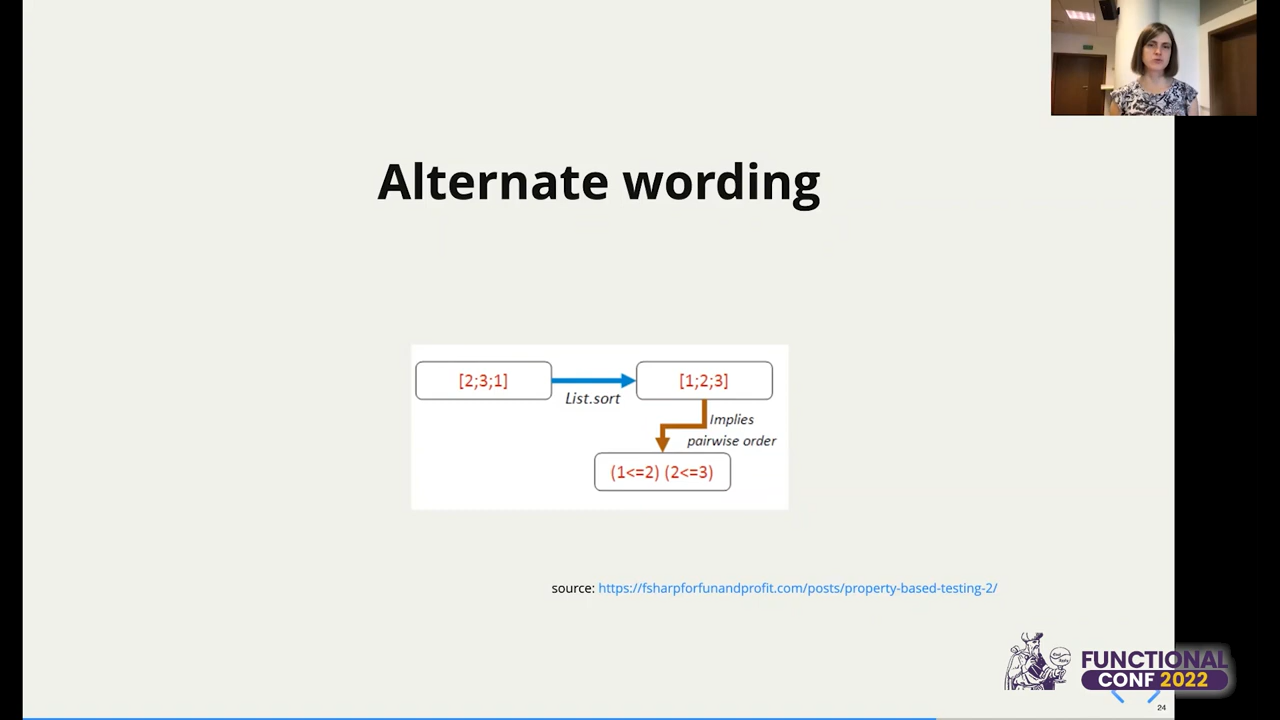 Alternate wording
[2;3;1]
List.sort
[1;2;3]
Implies
pairwise order
(1<=2) (2<=3)
source: https://fsharpforfunandprofit.com/posts/property-based-testing-2/
FUNCTIONAL
CONF 2022
24